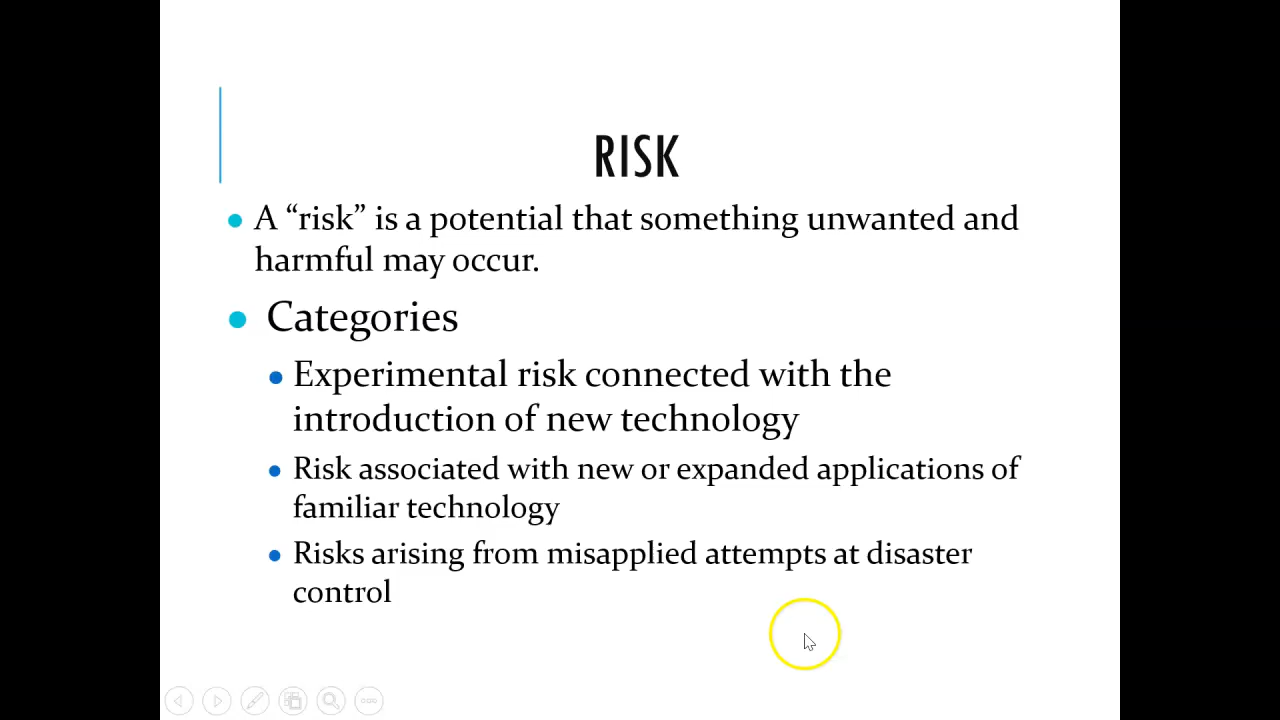 RISK
A “risk” is a potential that something unwanted and
harmful may occur.
Categories
Experimental risk connected with the
introduction of new technology
Risk associated with new or expanded applications of
familiar technology
Risks arising from misapplied attempts at disaster
control